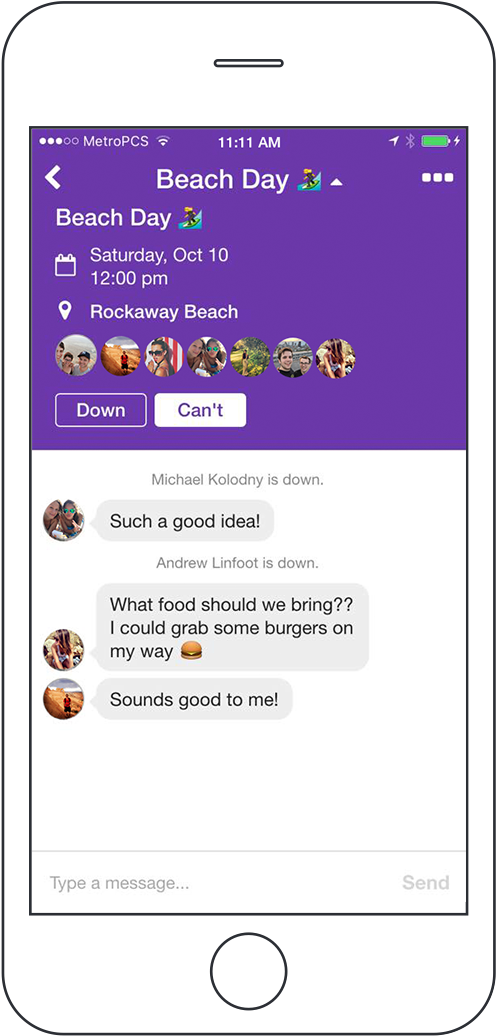 MetroPCS 11:11 AM
Beach Day 🏄
Beach Day 🏄
Saturday, Oct 10
12:00 pm
Rockaway Beach
Down Can't
Michael Kolodny is down.
Such a good idea!
Andrew Linfoot is down.
What food should we bring??
I could grab some burgers on
my way 🍔
Sounds good to me!
Type a message... Send